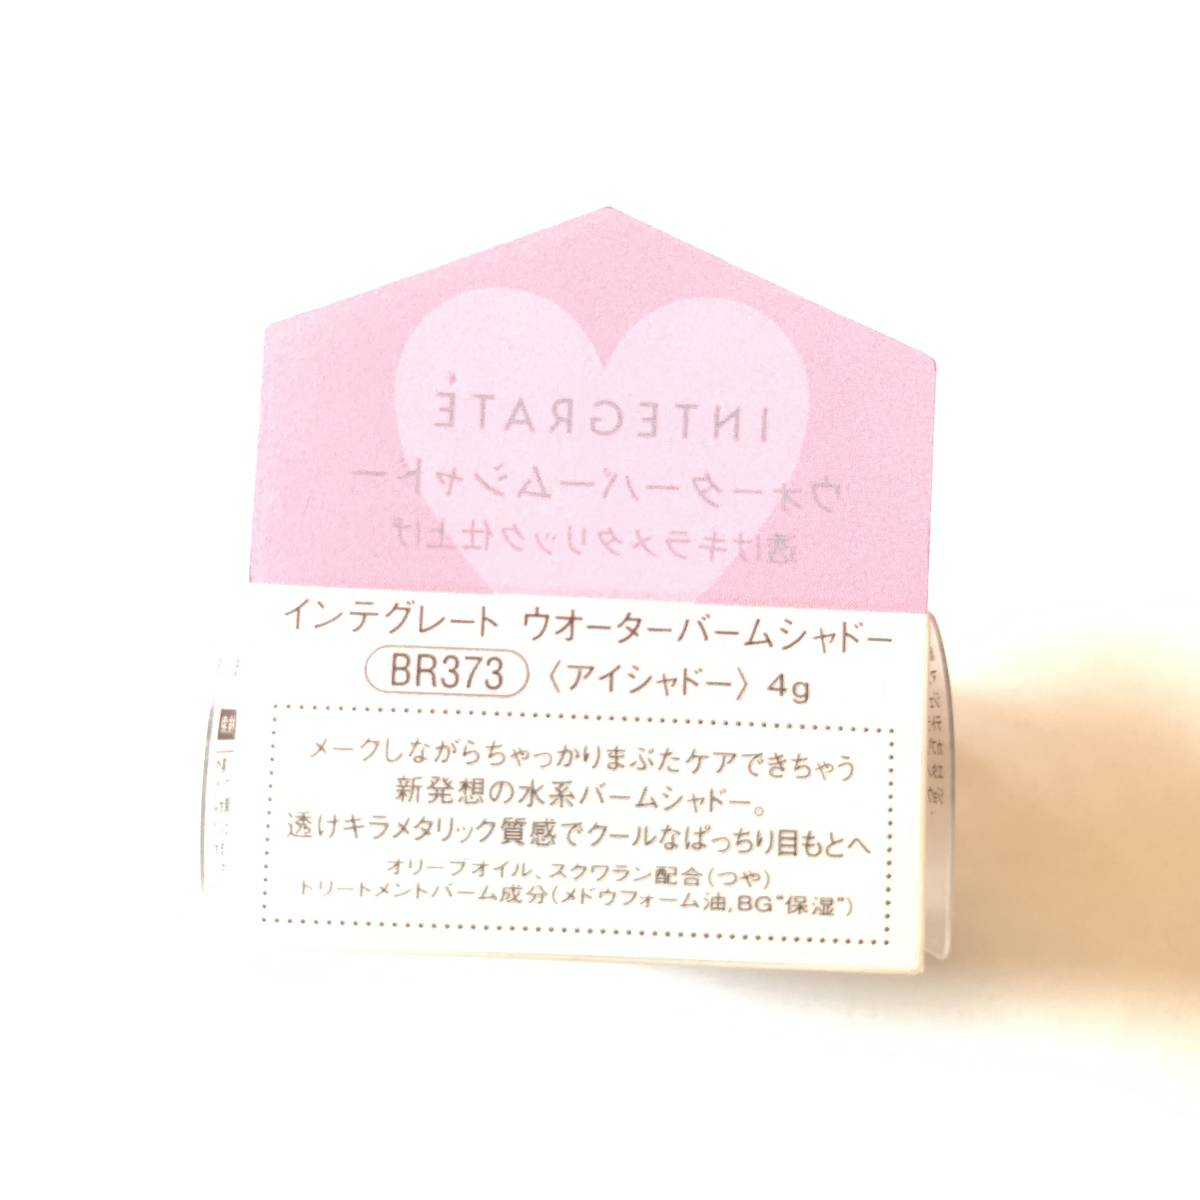 INTEGRATE
ウォーターバームシャドー
透けキラメタリック仕上げ
インテグレート ウオーターバームシャドー
BR373 〈アイシャドー〉 4g
メークしながらちゃっかりまぶたケアできちゃう
新発想の水系バームシャドー。
透けキラメタリック質感でクールなぱっちり目もとへ
オリーブオイル、スクワラン配合(つや)
トリートメントバーム成分(メドウフォーム油,BG“保湿”)